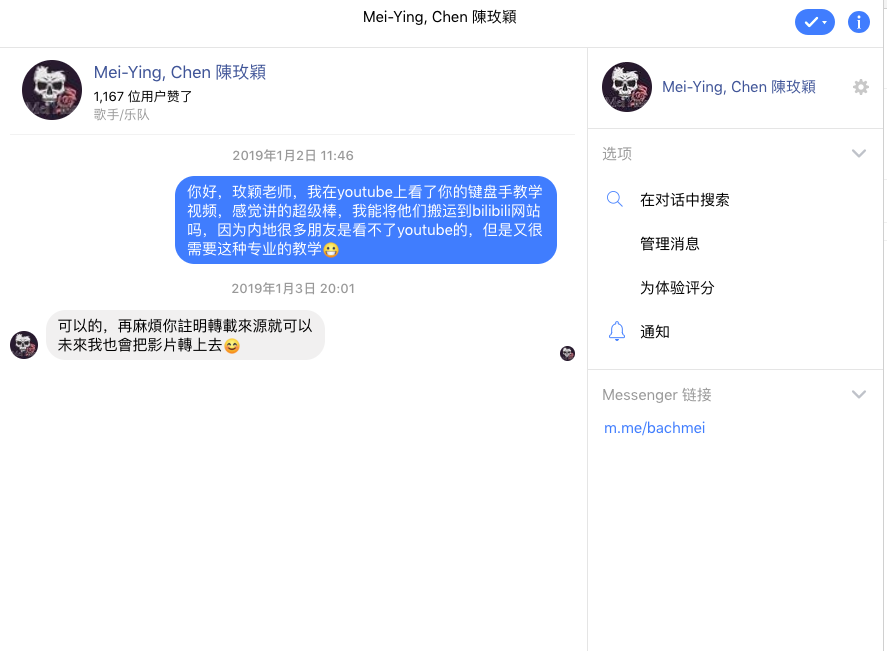 Mei-Ying, Chen 陳玫穎
Mei-Ying, Chen 陳玫穎
1,167 位用户赞了
歌手/乐队
2019年1月2日 11:46
你好，玫颖老师，我在youtube上看了你的键盘手教学
视频，感觉讲的超级棒，我能将他们搬运到bilibili网站
吗，因为内地很多朋友是看不了youtube的，但是又很
需要这种专业的教学😬
2019年1月3日 20:01
可以的，再麻煩你註明轉載來源就可以
未來我也會把影片轉上去😊
Mei-Ying, Chen 陳玫穎
选项
在对话中搜索
管理消息
为体验评分
通知
Messenger 链接
m.me/bachmei